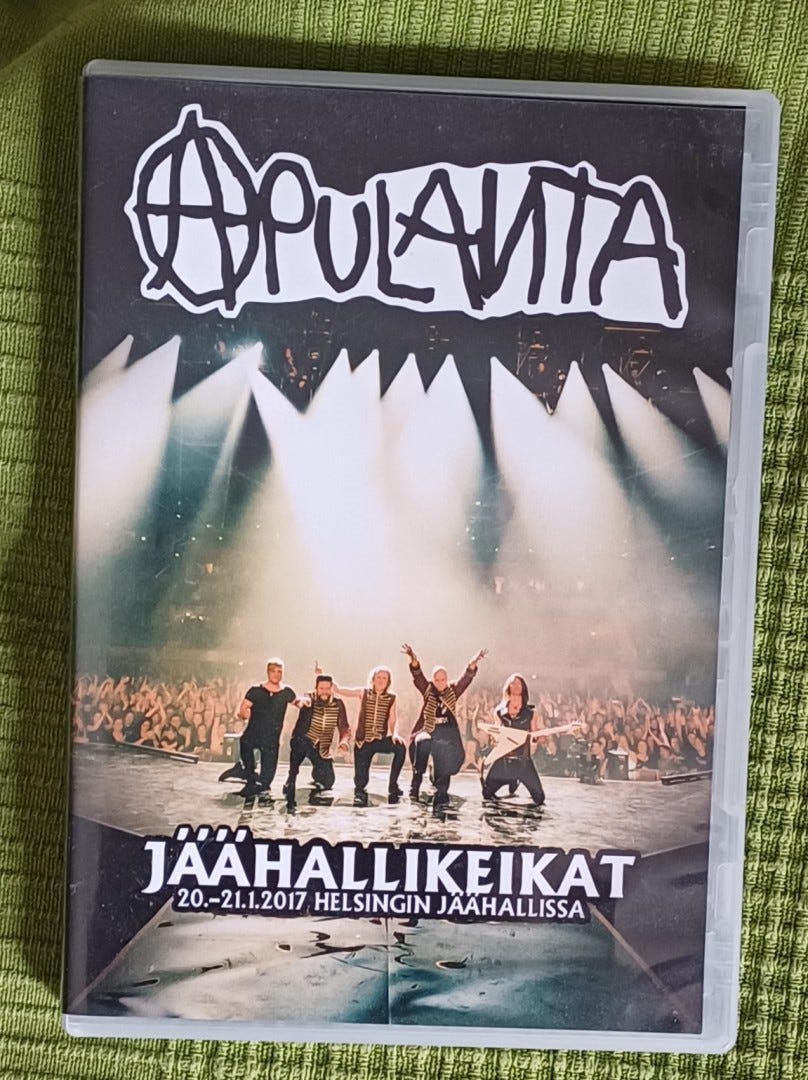 APULANTA
JÄÄHALLIKEIKAT
20.-21.1.2017 HELSINGIN JÄÄHALLISSA